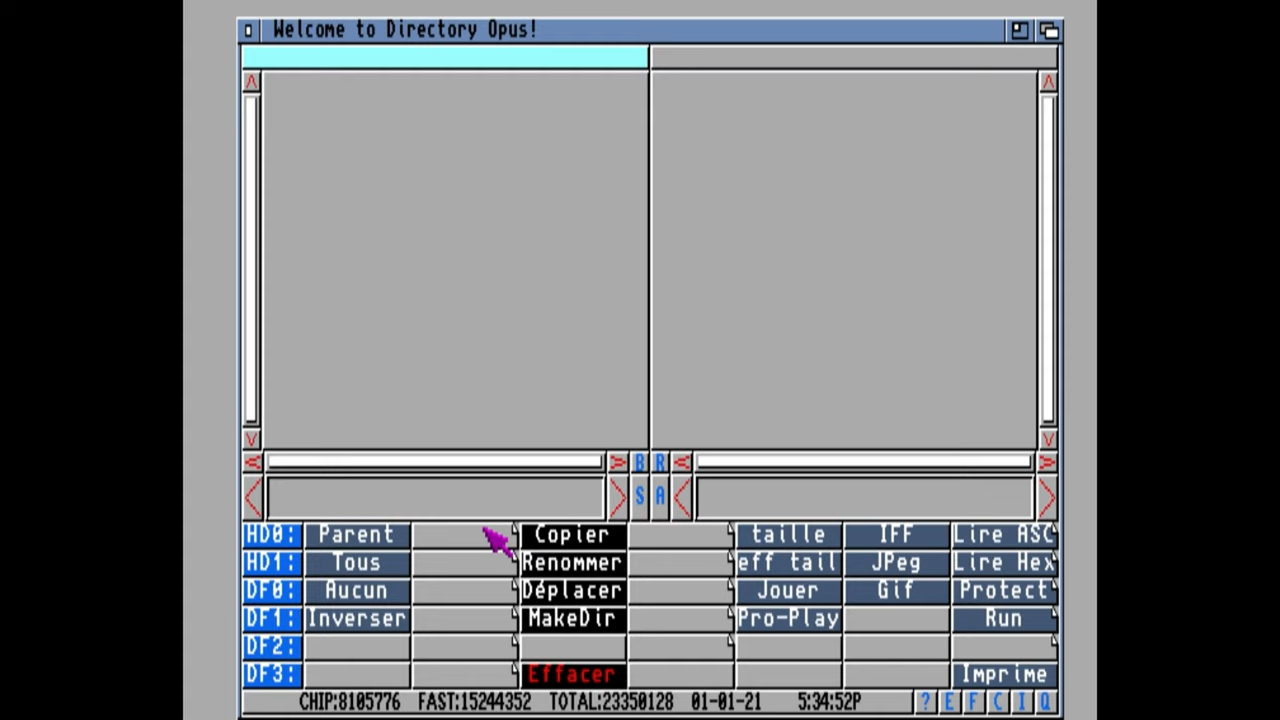 Welcome to Directory Opus!
B R
S A
HD0: Parent Copier taille IFF Lire ASC
HD1: Tous Renommer eff tail JPeg Lire Hex
DF0: Aucun Déplacer Jouer Gif Protect
DF1: Inverser MakeDir Pro-Play Run
DF2:
DF3: Effacer Imprime
CHIP:8105776 FAST:15244352 TOTAL:23350128 01-01-21 5:34:52P ? E F C I Q